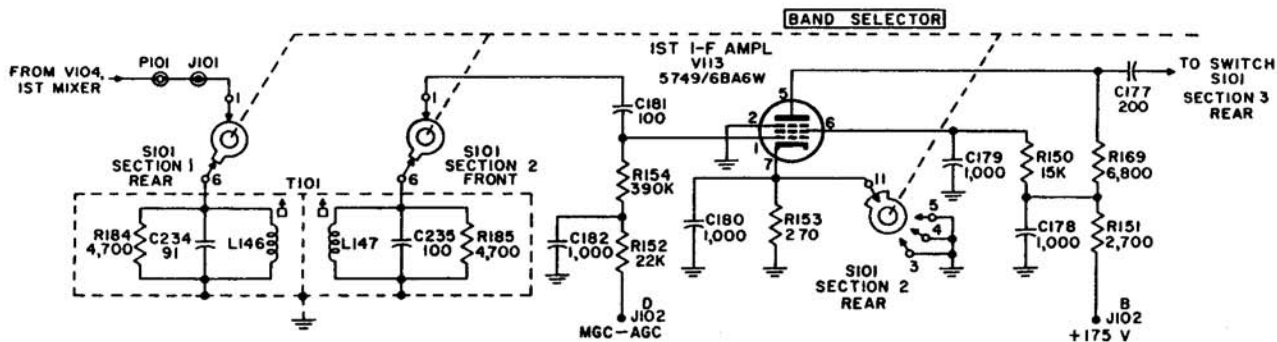 BAND SELECTOR
FROM V104,
1ST MIXER
P101
J101
1
S101
SECTION 1
REAR
6
T101
R184
4,700
C234
91
L146
L147
C235
100
R185
4,700
1
S101
SECTION 2
FRONT
6
C181
100
R154
390K
C182
1,000
R152
22K
D
J102
MGC-AGC
1ST I-F AMPL
V113
5749/6BA6W
5
2
1
6
7
C180
1,000
R153
270
11
5
4
3
S101
SECTION 2
REAR
C179
1,000
R150
15K
R169
6,800
C178
1,000
R151
2,700
B
J102
+175 V
C177
200
TO SWITCH
S101
SECTION 3
REAR